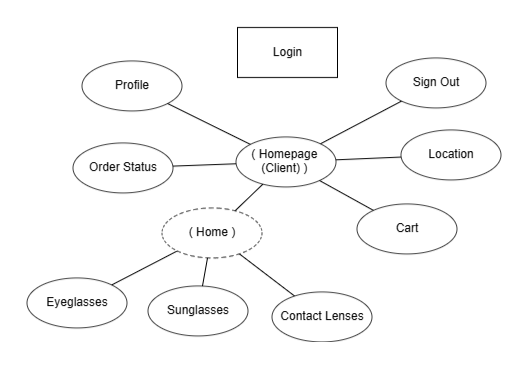 Login
Profile
Sign Out
( Homepage
(Client) )
Location
Order Status
Cart
( Home )
Eyeglasses
Sunglasses
Contact Lenses